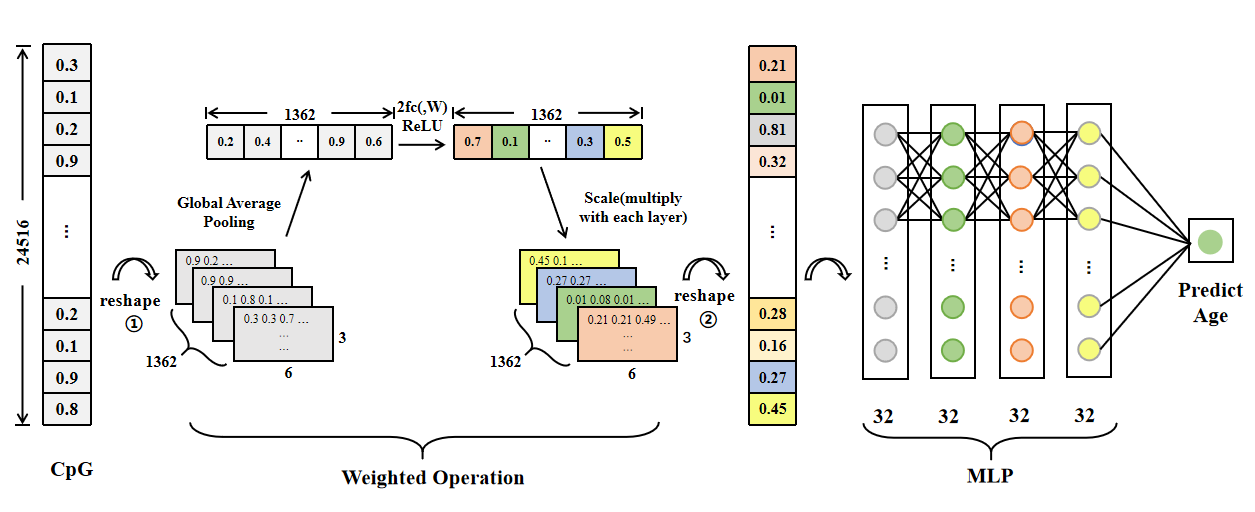 24516
0.3
0.1
0.2
0.9
...
0.2
0.1
0.9
0.8
CpG
reshape
①
1362
0.2 0.4 .. 0.9 0.6
Global Average
Pooling
0.9 0.2 ...
0.9 0.9 ...
0.1 0.8 0.1 ...
0.3 0.3 0.7 ...
...
...
1362
3
6
2fc(,W)
ReLU
1362
0.7 0.1 .. 0.3 0.5
Scale(multiply
with each layer)
0.45 0.1 ...
0.27 0.27 ...
0.01 0.08 0.01 ...
0.21 0.21 0.49 ...
...
...
1362
3
6
Weighted Operation
reshape
②
0.21
0.01
0.81
0.32
...
0.28
0.16
0.27
0.45
... ... ... ...
32 32 32 32
MLP
Predict
Age